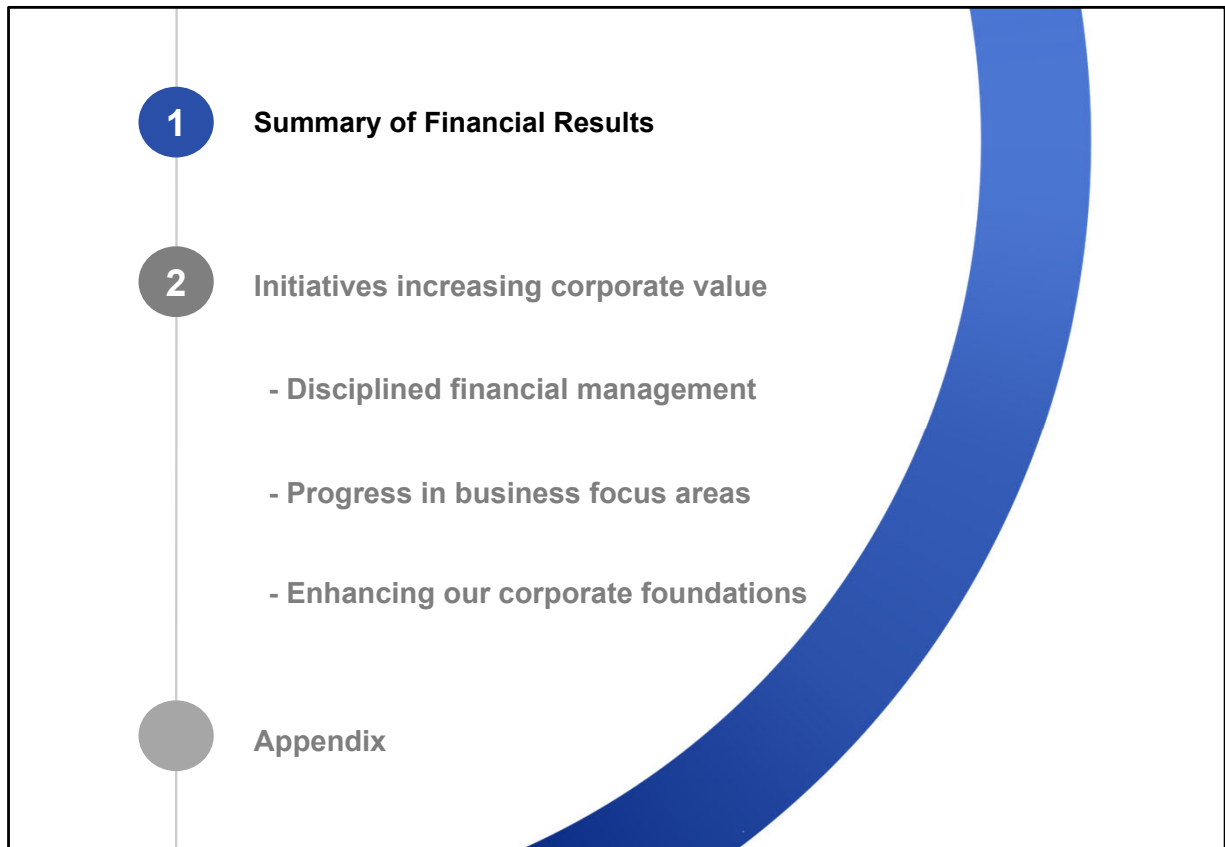 1
Summary of Financial Results
2
Initiatives increasing corporate value
- Disciplined financial management
- Progress in business focus areas
- Enhancing our corporate foundations
Appendix